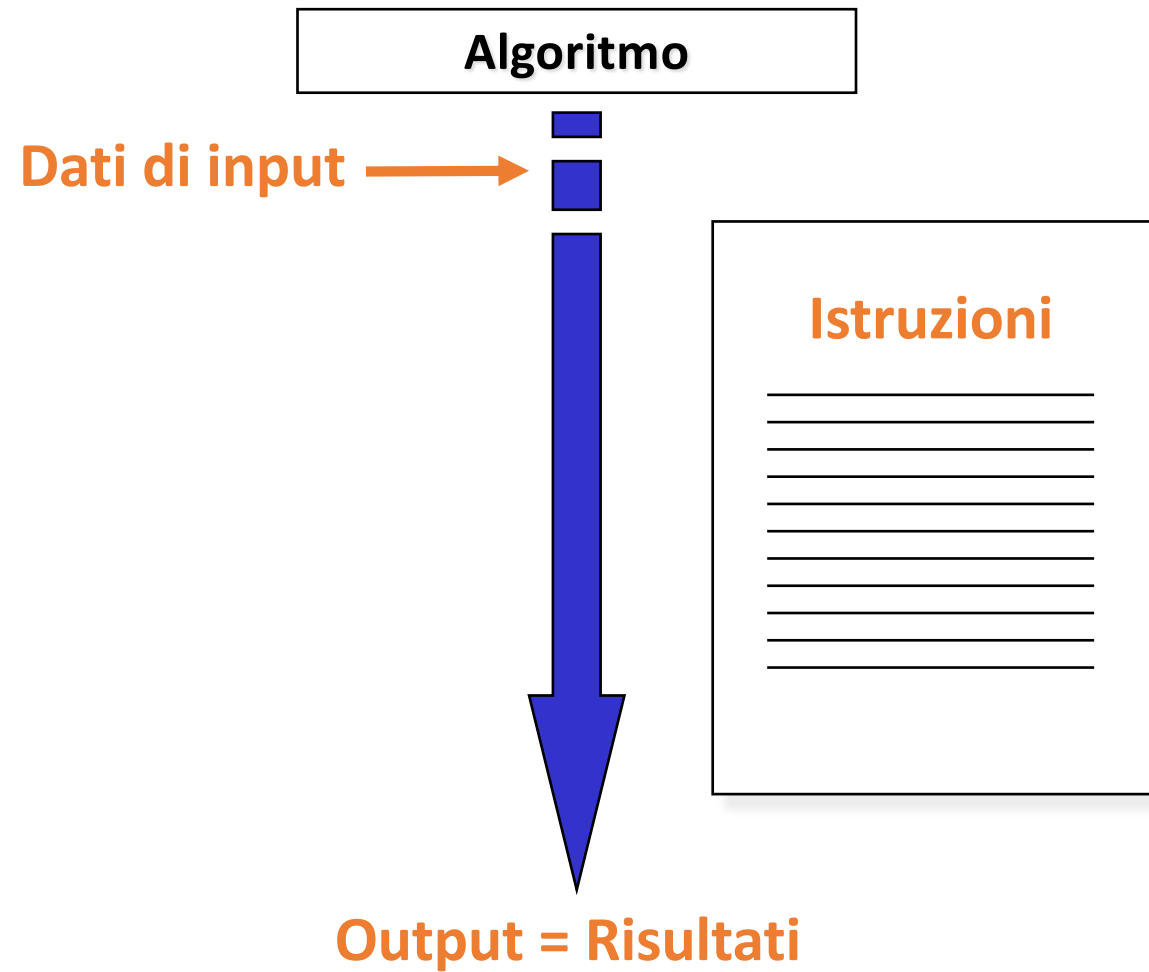 Algoritmo
Dati di input
Istruzioni
Output = Risultati